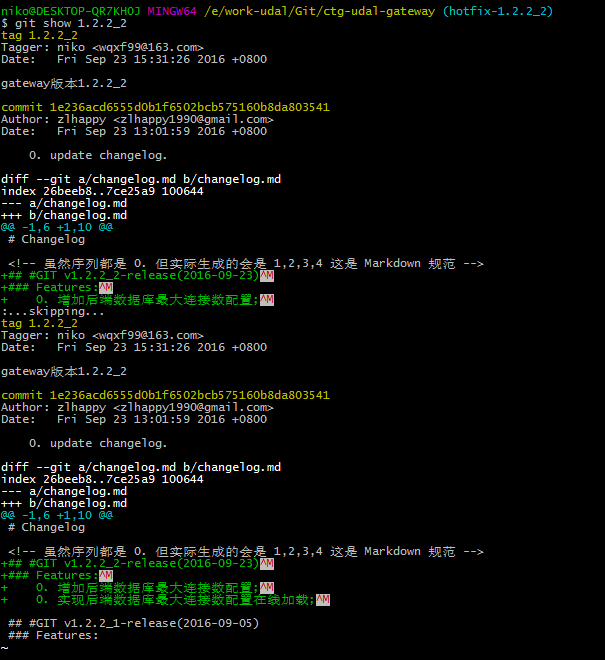 niko@DESKTOP-QR7KHOJ MINGW64 /e/work-udal/Git/ctg-udal-gateway (hotfix-1.2.2_2)
$ git show 1.2.2_2
tag 1.2.2_2
Tagger: niko <wqxf99@163.com>
Date:   Fri Sep 23 15:31:26 2016 +0800

gateway版本1.2.2_2

commit 1e236acd6555d0b1f6502bcb575160b8da803541
Author: zlhappy <zlhappy1990@gmail.com>
Date:   Fri Sep 23 13:01:59 2016 +0800

    0. update changelog.

diff --git a/changelog.md b/changelog.md
index 26beeb8..7ce25a9 100644
--- a/changelog.md
+++ b/changelog.md
@@ -1,6 +1,10 @@
 # Changelog

 <!-- 虽然序列都是 0. 但实际生成的会是 1,2,3,4 这是 Markdown 规范 -->
+## #GIT v1.2.2_2-release(2016-09-23)^M
+### Features:^M
+    0. 增加后端数据库最大连接数配置;^M
:...skipping...
tag 1.2.2_2
Tagger: niko <wqxf99@163.com>
Date:   Fri Sep 23 15:31:26 2016 +0800

gateway版本1.2.2_2

commit 1e236acd6555d0b1f6502bcb575160b8da803541
Author: zlhappy <zlhappy1990@gmail.com>
Date:   Fri Sep 23 13:01:59 2016 +0800

    0. update changelog.

diff --git a/changelog.md b/changelog.md
index 26beeb8..7ce25a9 100644
--- a/changelog.md
+++ b/changelog.md
@@ -1,6 +1,10 @@
 # Changelog

 <!-- 虽然序列都是 0. 但实际生成的会是 1,2,3,4 这是 Markdown 规范 -->
+## #GIT v1.2.2_2-release(2016-09-23)^M
+### Features:^M
+    0. 增加后端数据库最大连接数配置;^M
+    0. 实现后端数据库最大连接数配置在线加载;^M

 ## #GIT v1.2.2_1-release(2016-09-05)
 ### Features:
~